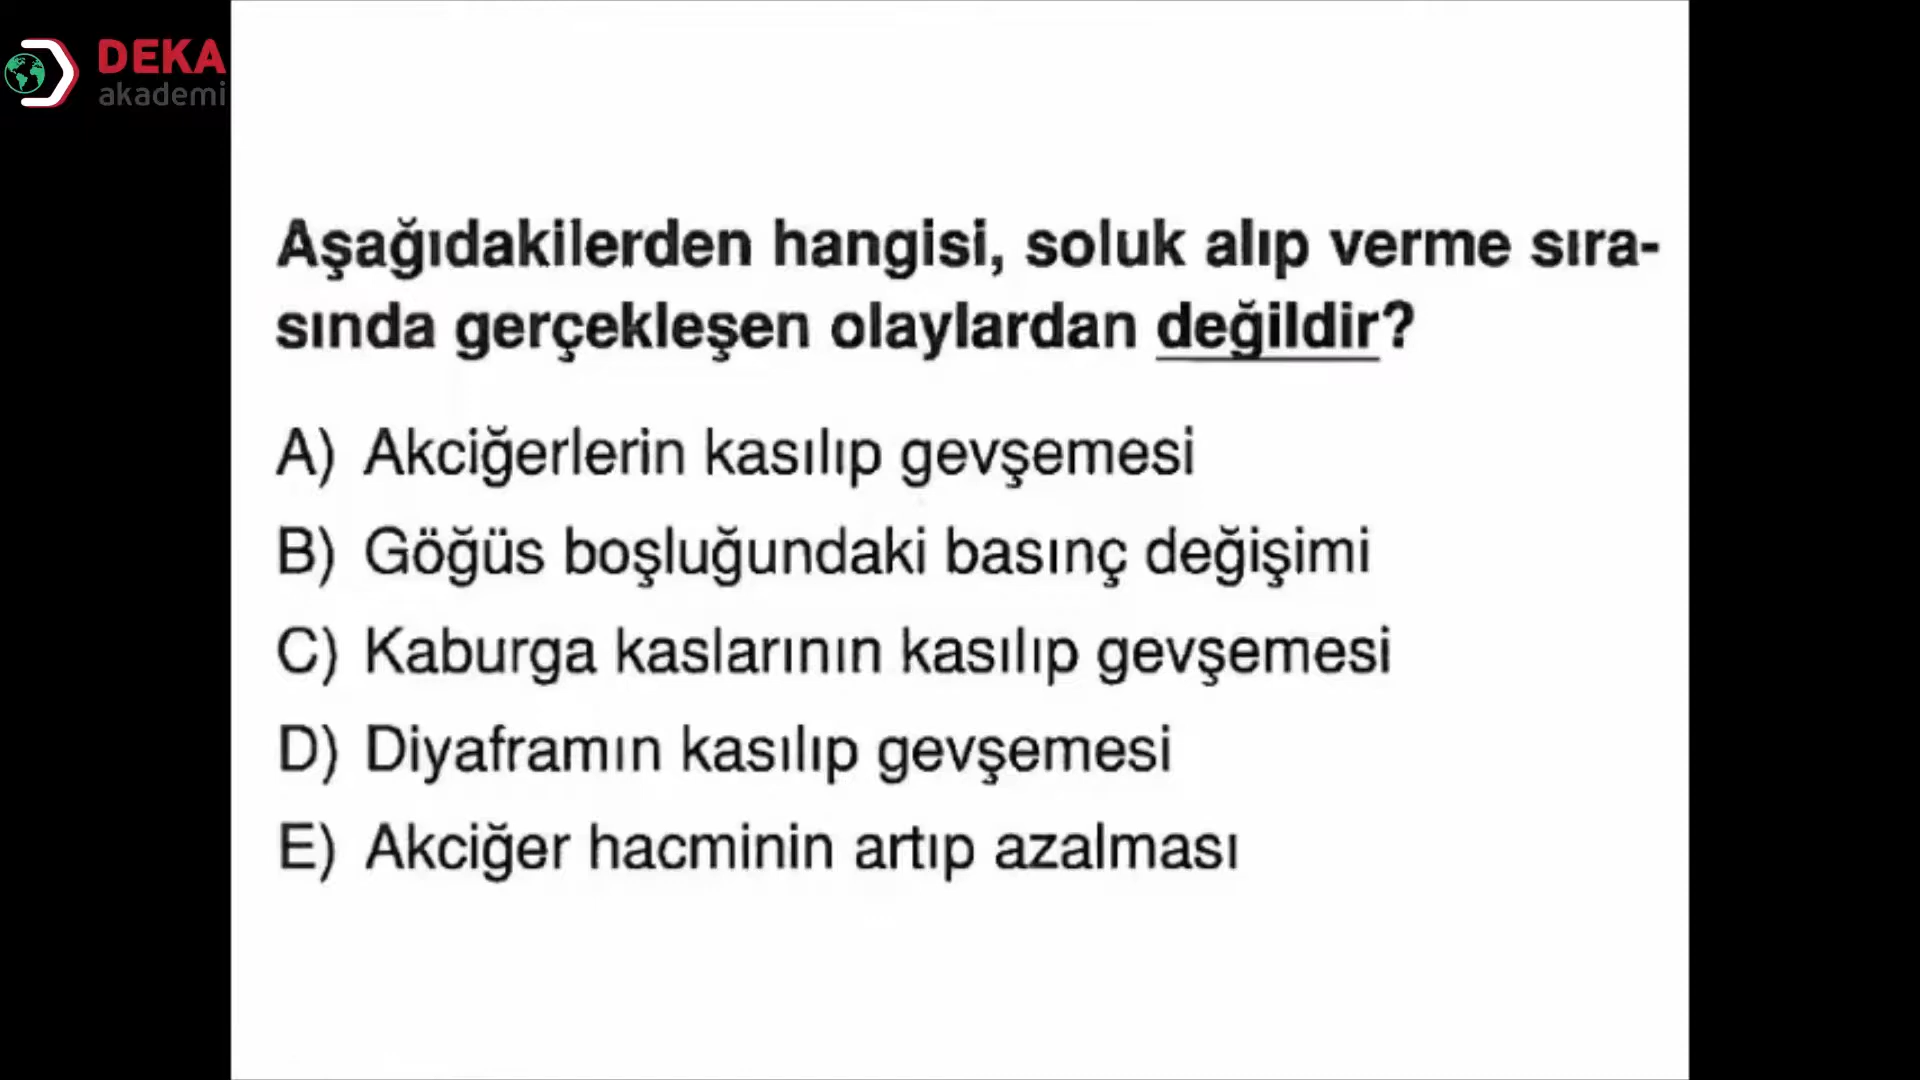 DEKA
akademi
Aşağıdakilerden hangisi, soluk alıp verme sıra-
sında gerçekleşen olaylardan değildir?
A) Akciğerlerin kasılıp gevşemesi
B) Göğüs boşluğundaki basınç değişimi
C) Kaburga kaslarının kasılıp gevşemesi
D) Diyaframın kasılıp gevşemesi
E) Akciğer hacminin artıp azalması